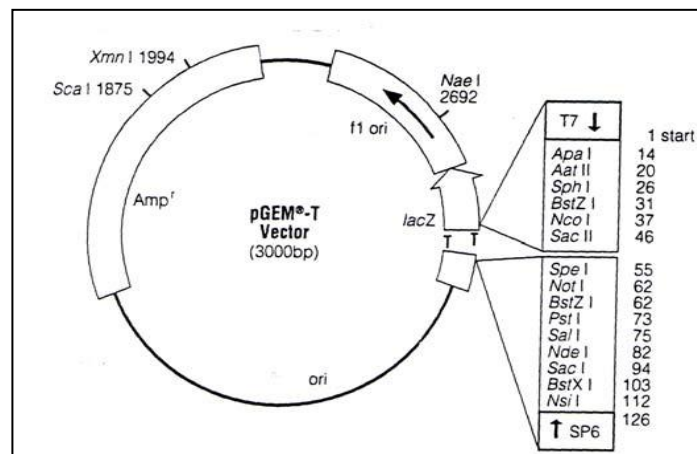 Xmn I 1994
Sca I 1875
Nae I
2692
f1 ori
Amp r
pGEM®-T
Vector
(3000bp)
lacZ
T T
ori
T7 ↓
1 start
Apa I 14
Aat II 20
Sph I 26
BstZ I 31
Nco I 37
Sac II 46
Spe I 55
Not I 62
BstZ I 62
Pst I 73
Sal I 75
Nde I 82
Sac I 94
BstX I 103
Nsi I 112
126
↑ SP6